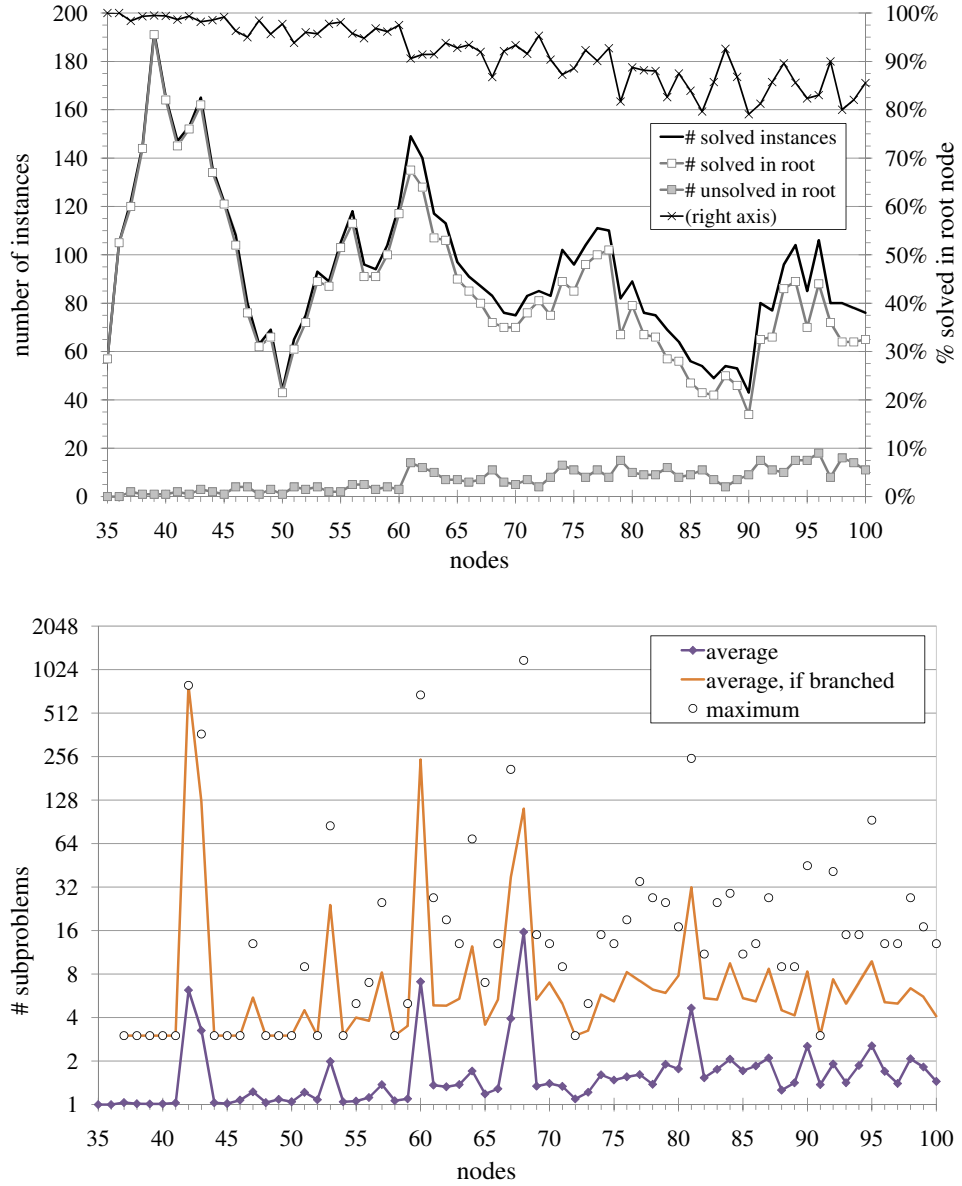 number of instances
200
180
160
140
120
100
80
60
40
20
0
100%
90%
80%
70%
60%
50%
40%
30%
20%
10%
0%
% solved in root node
# solved instances
# solved in root
# unsolved in root
(right axis)
35 40 45 50 55 60 65 70 75 80 85 90 95 100
nodes
# subproblems
2048
1024
512
256
128
64
32
16
8
4
2
1
average
average, if branched
maximum
35 40 45 50 55 60 65 70 75 80 85 90 95 100
nodes